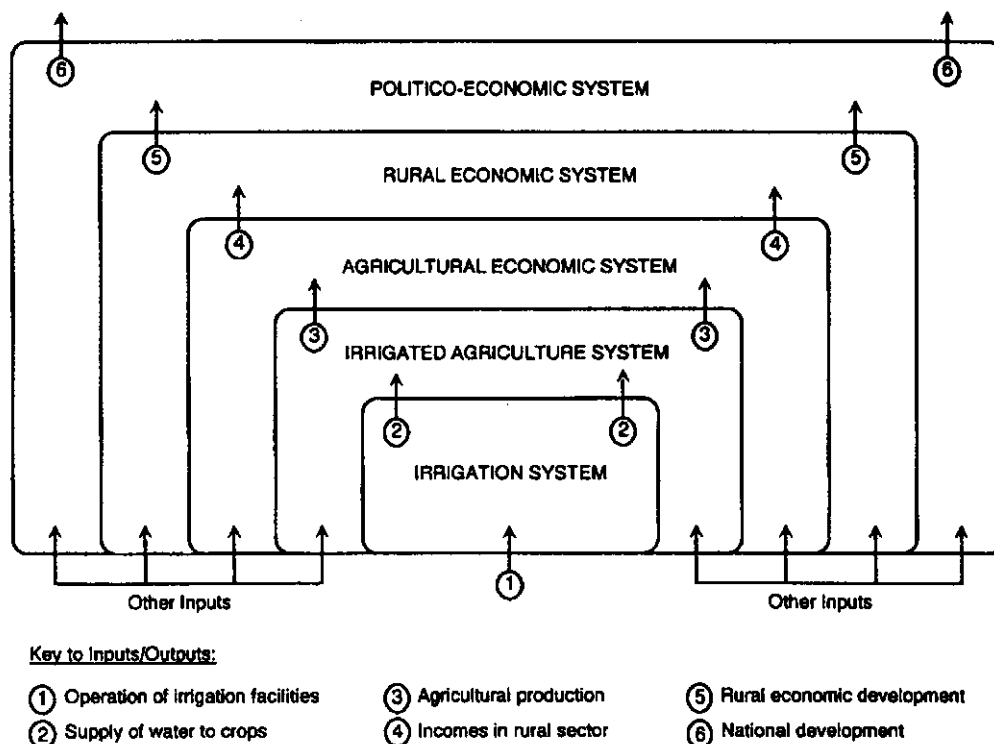 6 6
POLITICO-ECONOMIC SYSTEM
5 5
RURAL ECONOMIC SYSTEM
4 4
AGRICULTURAL ECONOMIC SYSTEM
3 3
IRRIGATED AGRICULTURE SYSTEM
2 2
IRRIGATION SYSTEM
1
Other Inputs Other Inputs
Key to Inputs/Outputs:
1 Operation of irrigation facilities 3 Agricultural production 5 Rural economic development
2 Supply of water to crops 4 Incomes in rural sector 6 National development